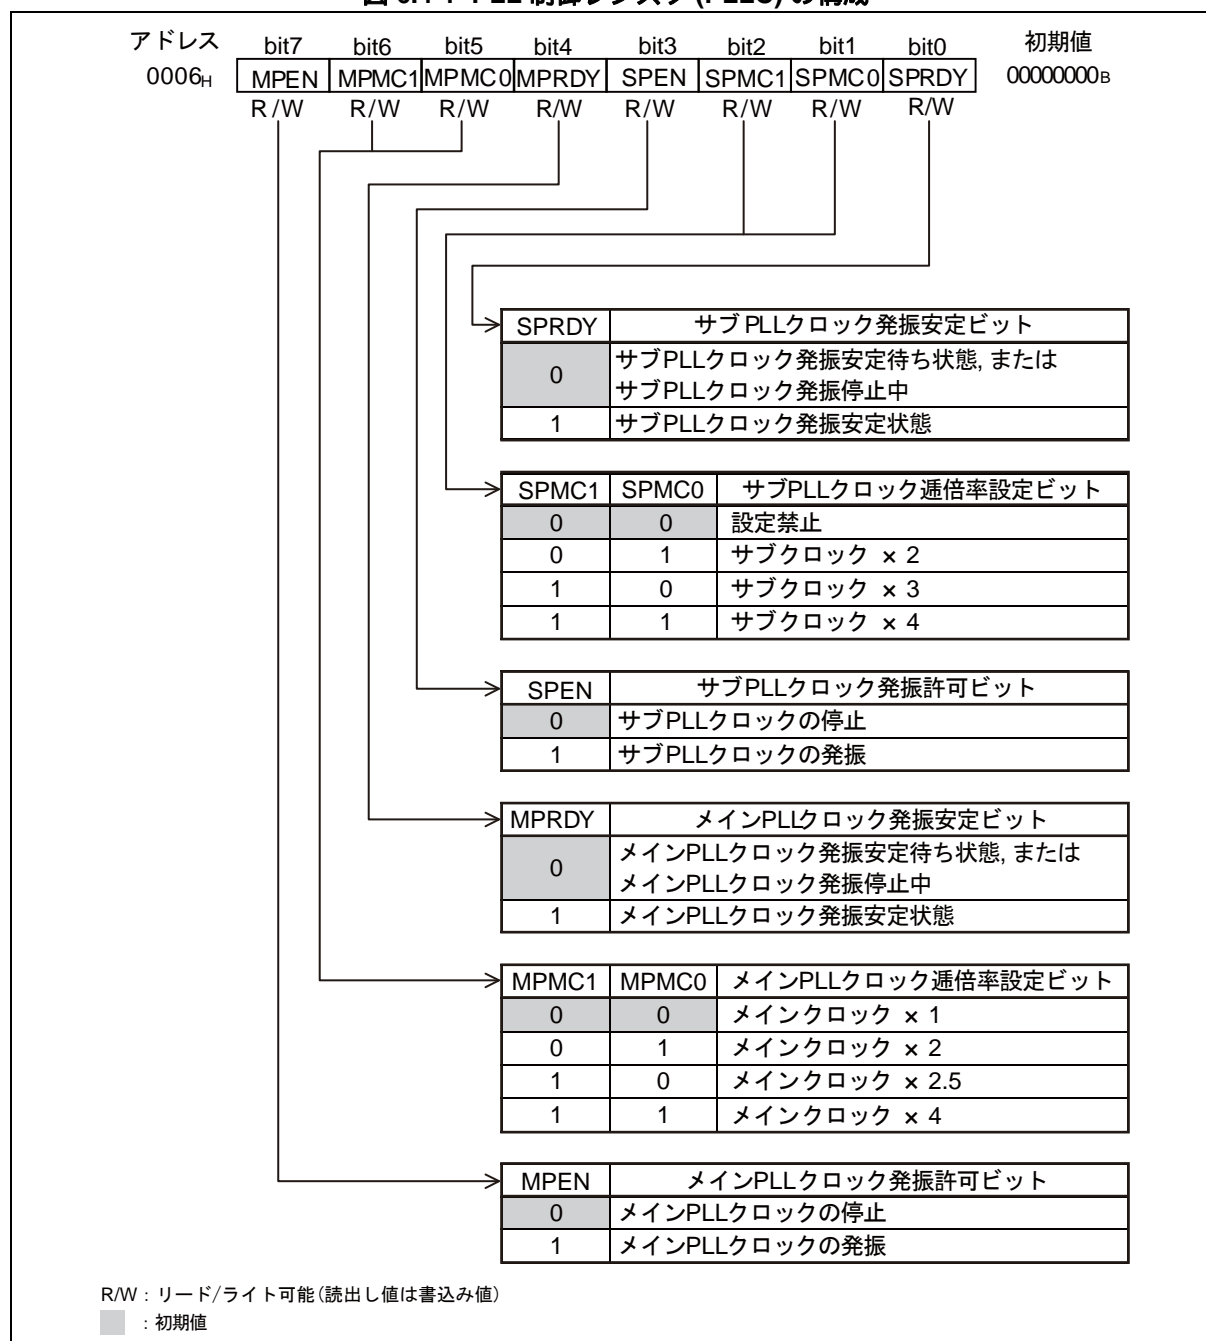 アドレス bit7 bit6 bit5 bit4 bit3 bit2 bit1 bit0 初期値
0006H MPEN MPMC1 MPMC0 MPRDY SPEN SPMC1 SPMC0 SPRDY 00000000B
R/W R/W R/W R/W R/W R/W R/W R/W
SPRDY サブPLLクロック発振安定ビット
0 サブPLLクロック発振安定待ち状態, または
サブPLLクロック発振停止中
1 サブPLLクロック発振安定状態
SPMC1 SPMC0 サブPLLクロック逓倍率設定ビット
0 0 設定禁止
0 1 サブクロック × 2
1 0 サブクロック × 3
1 1 サブクロック × 4
SPEN サブPLLクロック発振許可ビット
0 サブPLLクロックの停止
1 サブPLLクロックの発振
MPRDY メインPLLクロック発振安定ビット
0 メインPLLクロック発振安定待ち状態, または
メインPLLクロック発振停止中
1 メインPLLクロック発振安定状態
MPMC1 MPMC0 メインPLLクロック逓倍率設定ビット
0 0 メインクロック × 1
0 1 メインクロック × 2
1 0 メインクロック × 2.5
1 1 メインクロック × 4
MPEN メインPLLクロック発振許可ビット
0 メインPLLクロックの停止
1 メインPLLクロックの発振
R/W : リード/ライト可能(読出し値は書込み値)
: 初期値